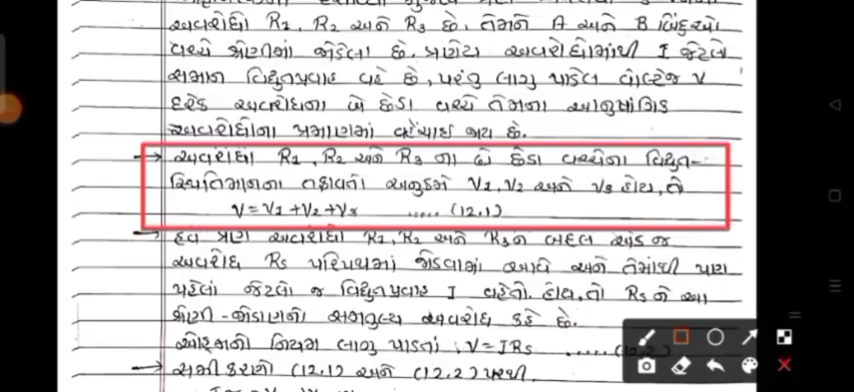 અવરોધો R1, R2 અને R3 છે. તેમને A અને B બિંદુઓ
વચ્ચે શ્રેણીમાં જોડેલા છે. પ્રત્યેક અવરોધોમાંથી I જેટલો
સમાન વિદ્યુતપ્રવાહ વહે છે, પરંતુ લાગુ પાડેલ વોલ્ટેજ V
દરેક અવરોધના બે છેડા વચ્ચે તેમના આનુષાંગિક
અવરોધોના પ્રમાણમાં વહેંચાઈ જાય છે.
→ અવરોધો R1, R2 અને R3 ના બે છેડા વચ્ચેના વિદ્યુત-
સ્થિતિમાનના તફાવતો અનુક્રમે V1, V2 અને V3 હોય, તો
V = V1 + V2 + V3 ..... (12.1)
→ હવે ત્રણ અવરોધો R1, R2 અને R3 ને બદલે એક જ
અવરોધ Rs પરિપથમાં જોડવામાં આવે અને તેમાંથી પણ
પહેલાં જેટલો જ વિદ્યુતપ્રવાહ I વહેતો હોય, તો Rs ને આ
શ્રેણી-જોડાણનો સમતુલ્ય અવરોધ કહે છે.
ઓહમનો નિયમ લાગુ પાડતાં, V = IRs ..... (12.2)
→ સમીકરણો (12.1) અને (12.2) પરથી,